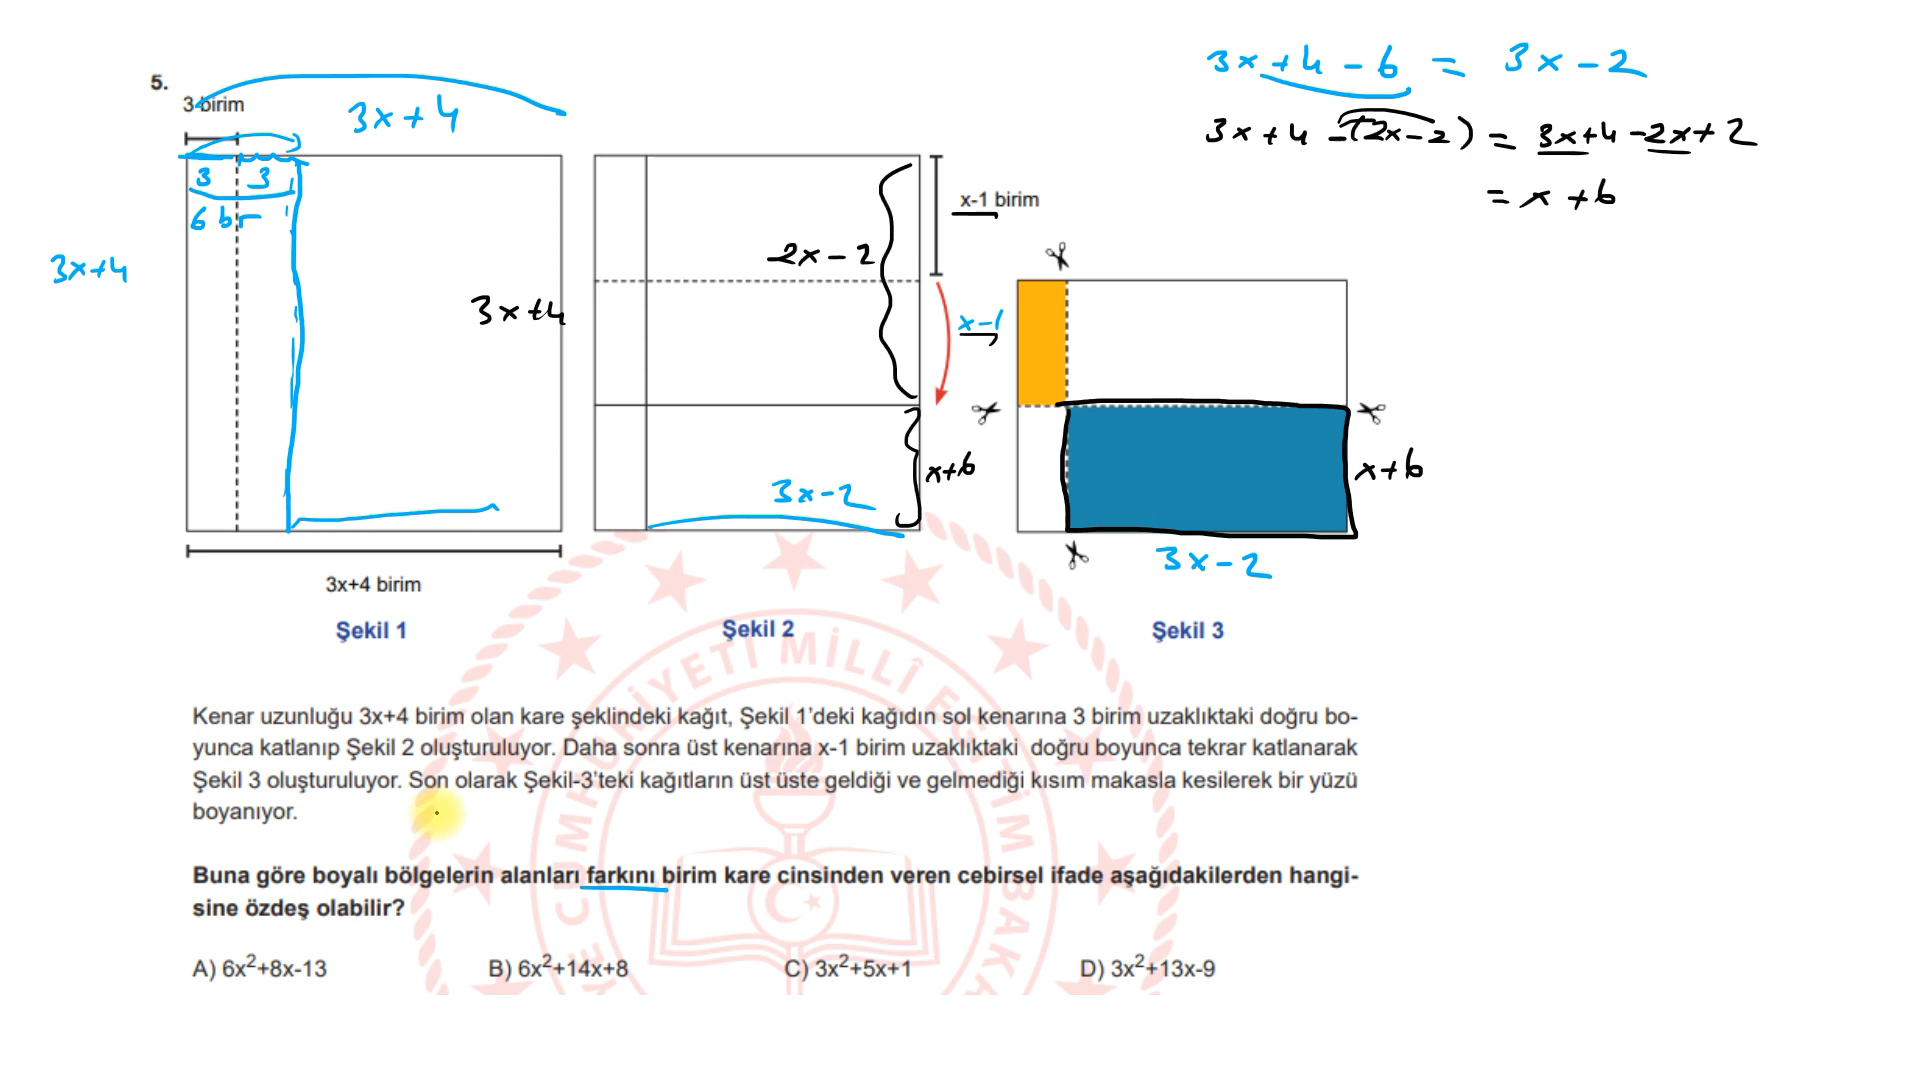 5.
3 birim
3x+4
3 3
6 br
3x+4
3x+4
3x+4 birim
Şekil 1
2x-2
x-1 birim
x-1
x+6
3x-2
Şekil 2
3x+4-6 = 3x-2
3x+4-(2x-2) = 3x+4-2x+2
= x+6
x+6
3x-2
Şekil 3
Kenar uzunluğu 3x+4 birim olan kare şeklindeki kağıt, Şekil 1'deki kağıdın sol kenarına 3 birim uzaklıktaki doğru bo-
yunca katlanıp Şekil 2 oluşturuluyor. Daha sonra üst kenarına x-1 birim uzaklıktaki doğru boyunca tekrar katlanarak
Şekil 3 oluşturuluyor. Son olarak Şekil-3'teki kağıtların üst üste geldiği ve gelmediği kısım makasla kesilerek bir yüzü
boyanıyor.
Buna göre boyalı bölgelerin alanları farkını birim kare cinsinden veren cebirsel ifade aşağıdakilerden hangi-
sine özdeş olabilir?
A) 6x²+8x-13 B) 6x²+14x+8 C) 3x²+5x+1 D) 3x²+13x-9